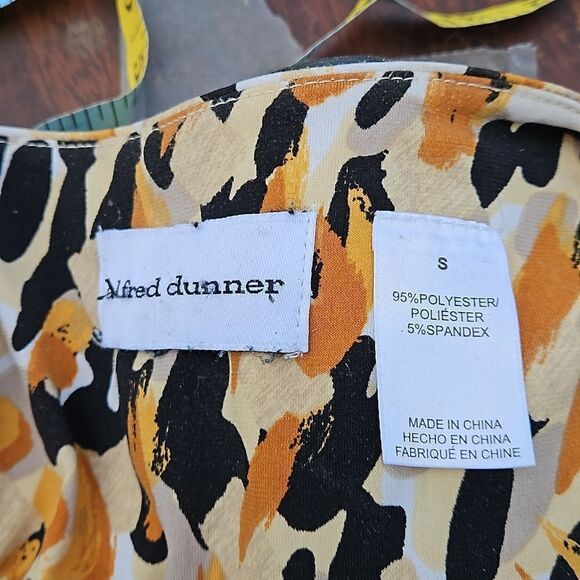 Alfred dunner
S
95%POLYESTER/
POLIÉSTER
5%SPANDEX
MADE IN CHINA
HECHO EN CHINA
FABRIQUÉ EN CHINE